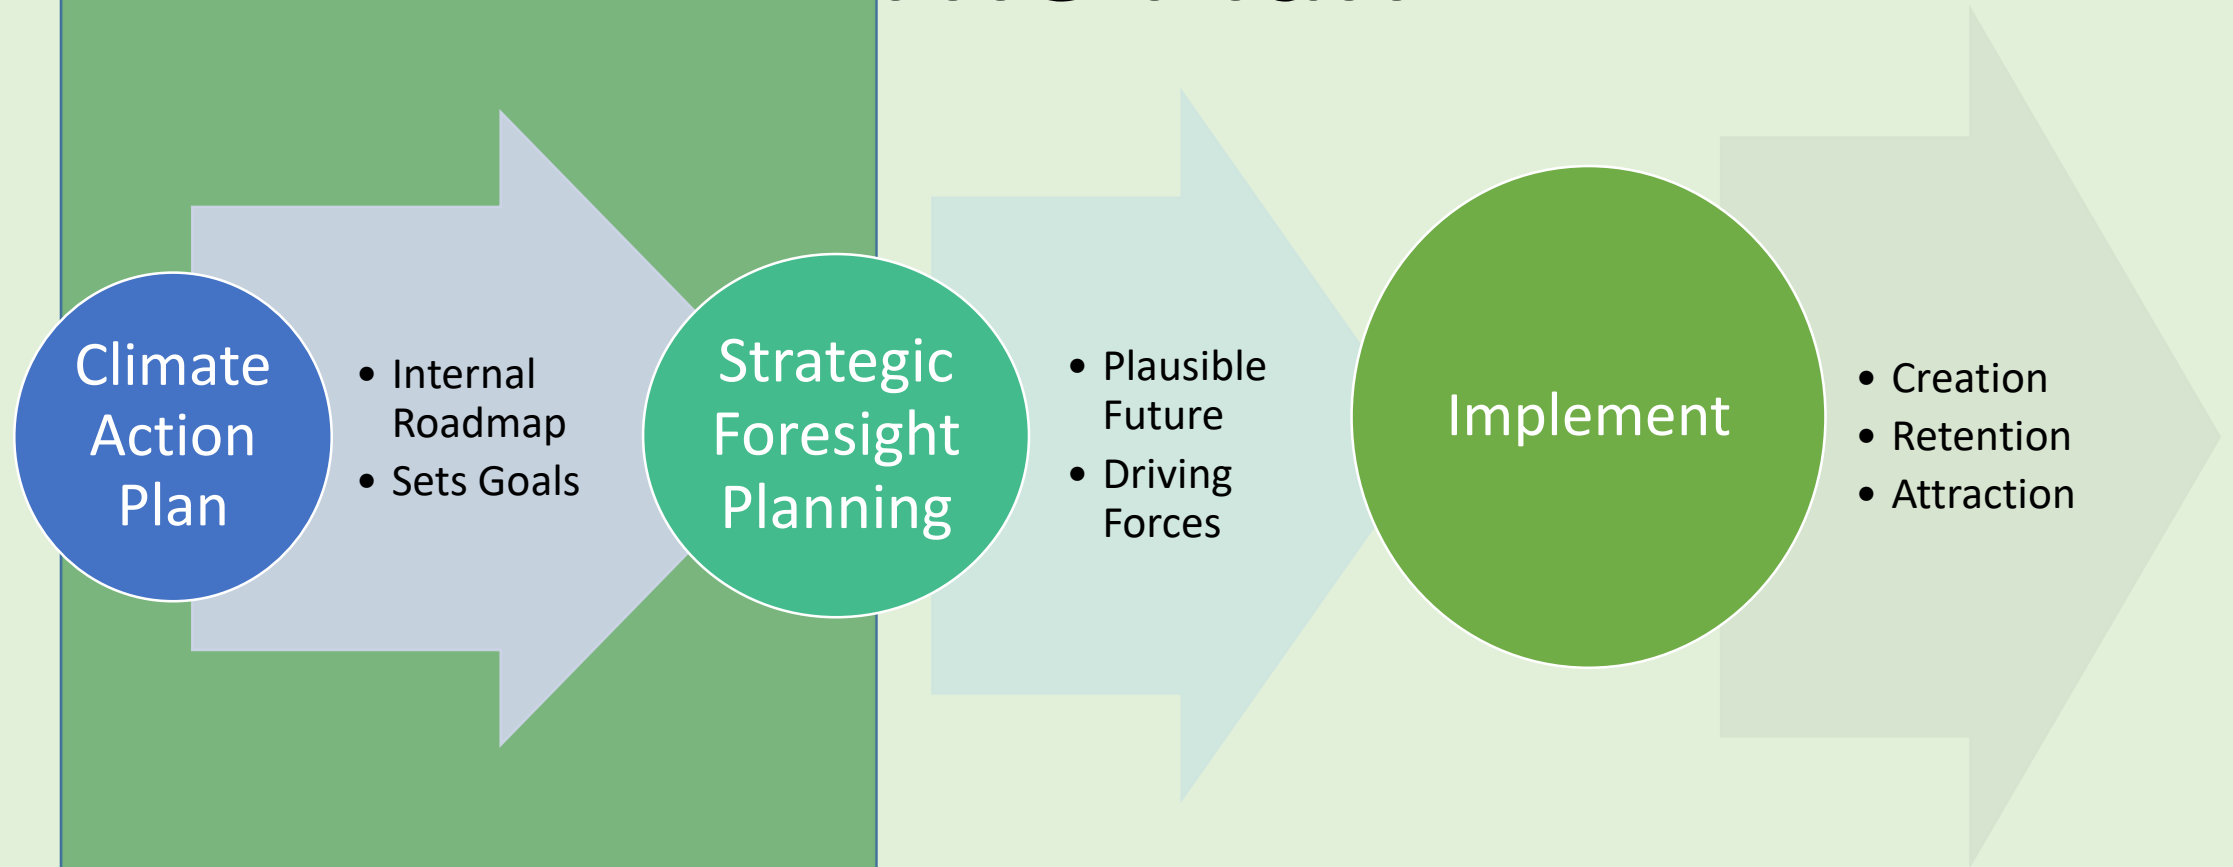 Climate
Action
Plan
• Internal
Roadmap
• Sets Goals
Strategic
Foresight
Planning
• Plausible
Future
• Driving
Forces
Implement
• Creation
• Retention
• Attraction